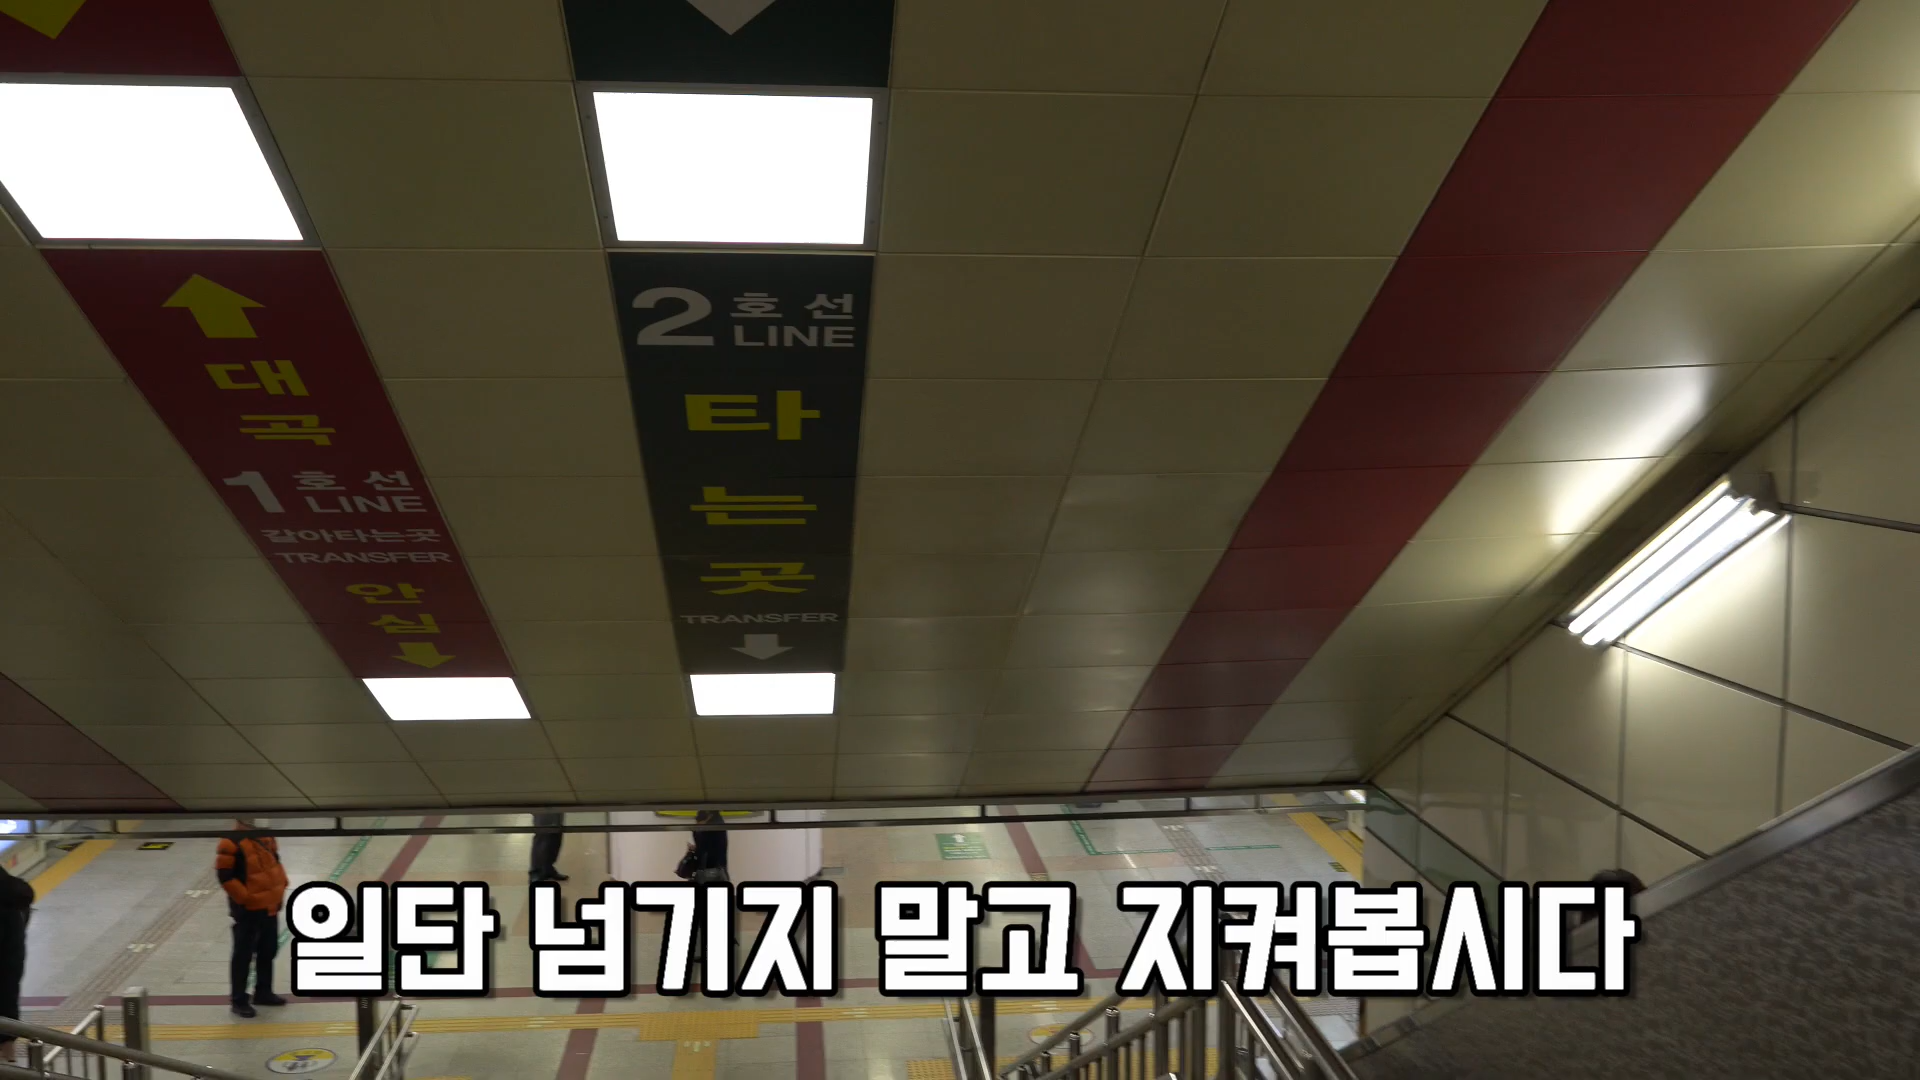 대
곡
1 호선
LINE
갈아타는곳
TRANSFER
안
심
2 호선
LINE
타
는
곳
TRANSFER
일단 넘기지 말고 지켜봅시다